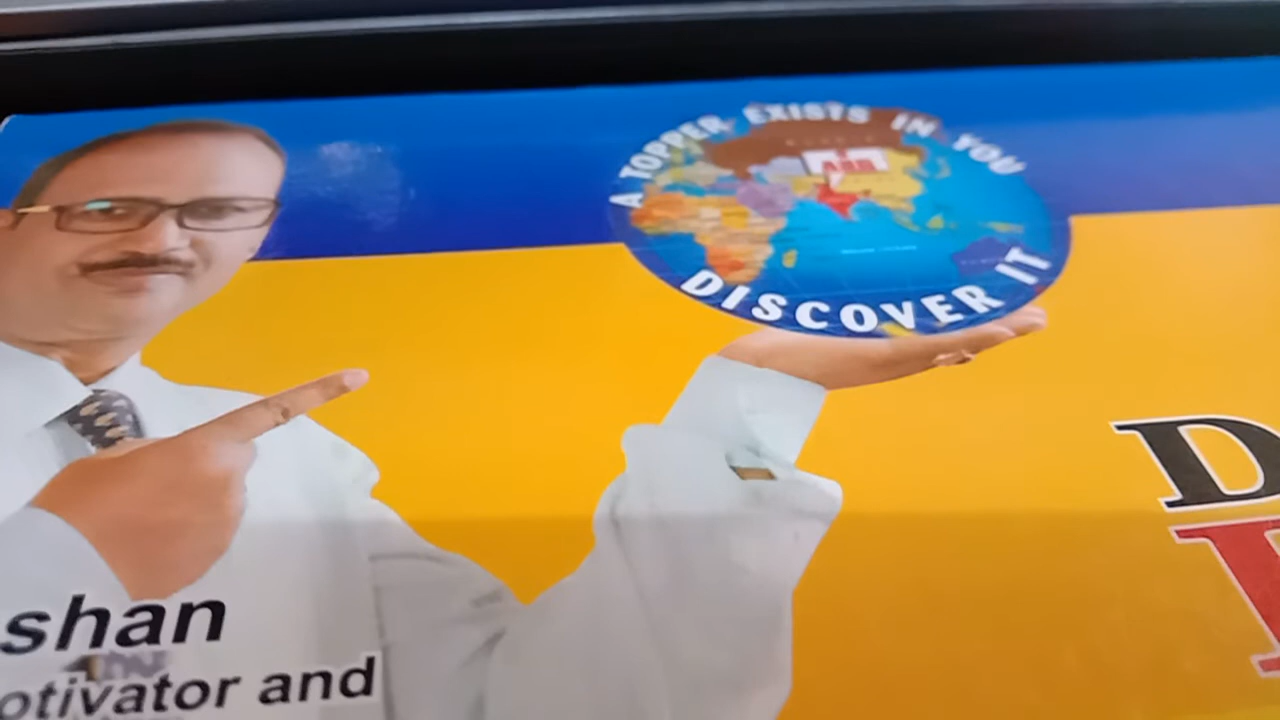 A TOPPER EXISTS IN YOU
DISCOVER IT
D
shan
otivator and